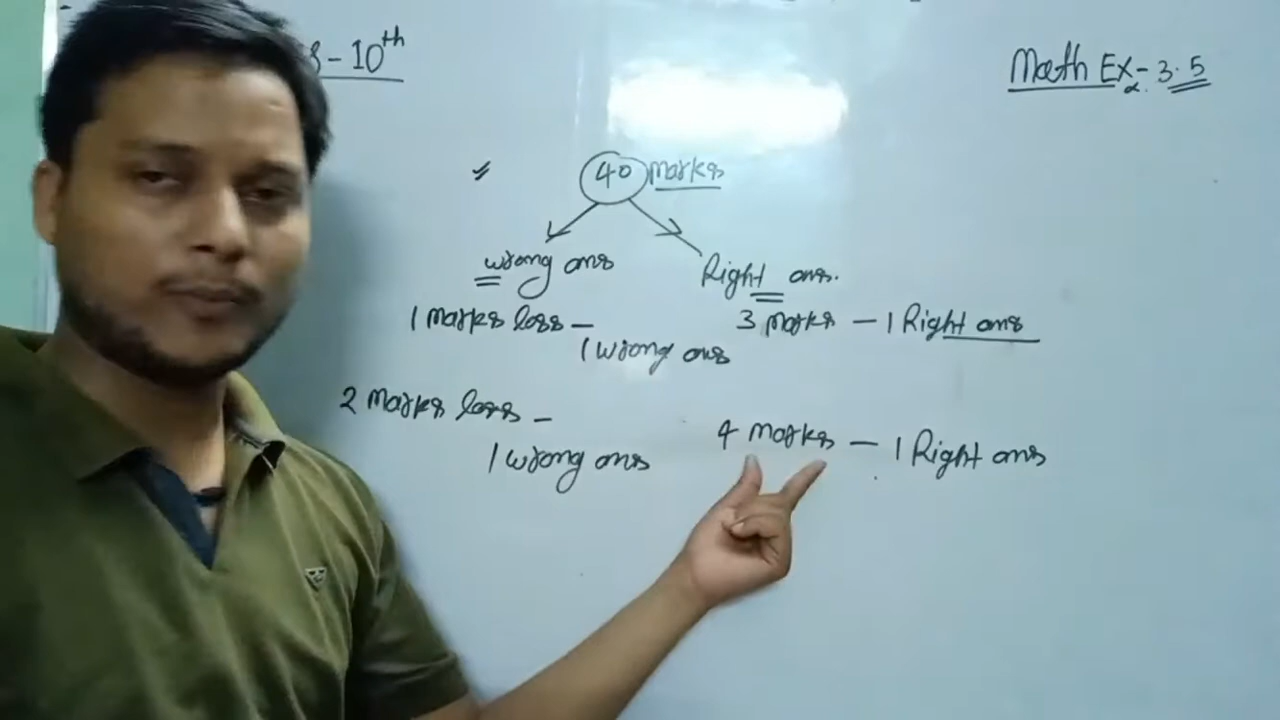 - 10th
Math Ex- 3.5
40 marks
wrong ans
Right ans.
1 marks loss -
1 wrong ans
3 marks - 1 Right ans
2 marks loss -
1 wrong ans
4 marks - 1 Right ans